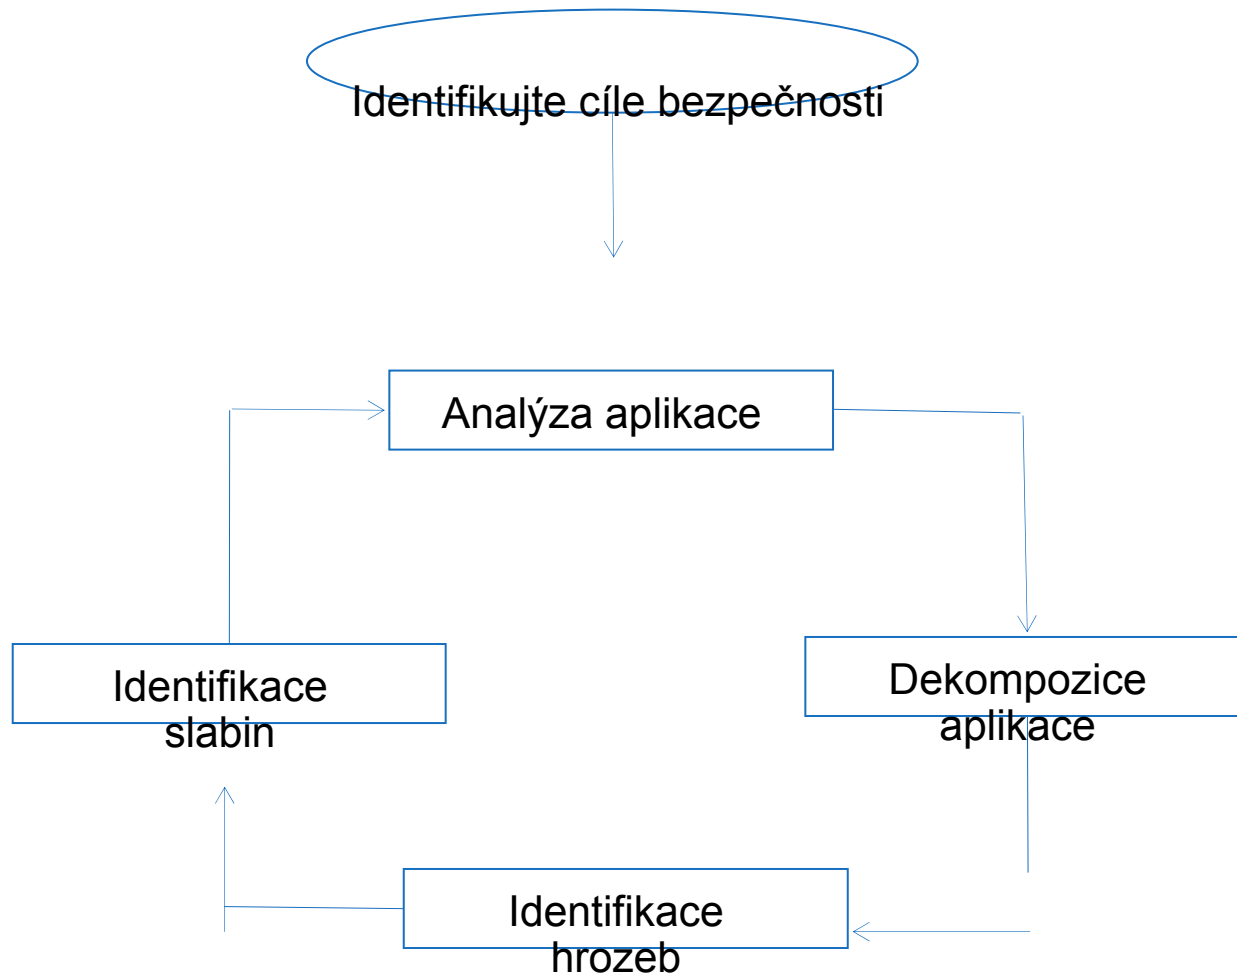 Identifikujte cíle bezpečnosti
Analýza aplikace
Identifikace
slabin
Dekompozice
aplikace
Identifikace
hrozeb